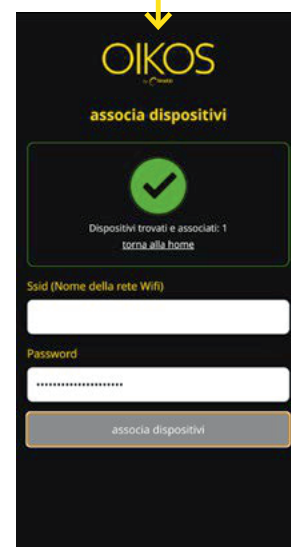 OIKOS
associa dispositivi
Dispositivi trovati e associati: 1
torna alla home
Ssid (Nome della rete Wifi)
Password
associa dispositivi